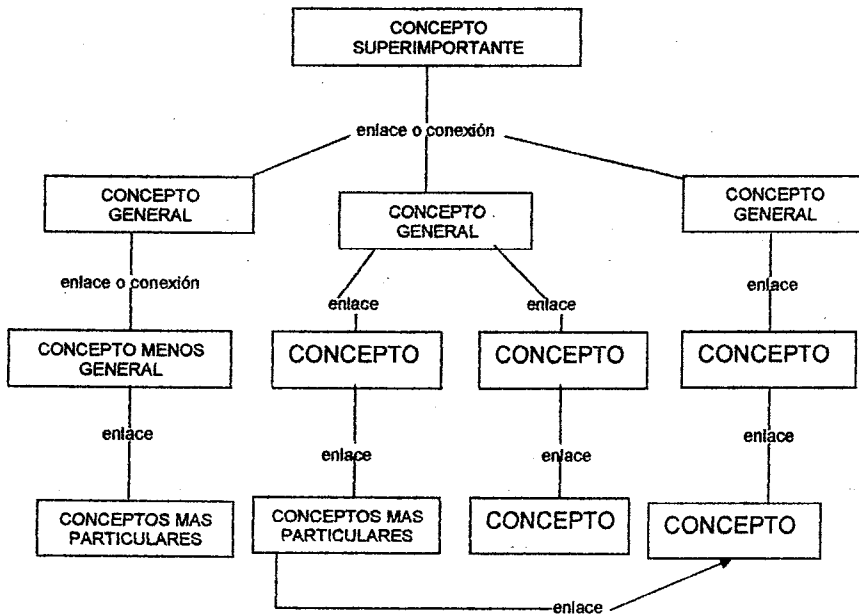 CONCEPTO
SUPERIMPORTANTE
enlace o conexión
CONCEPTO
GENERAL
CONCEPTO
GENERAL
CONCEPTO
GENERAL
enlace o conexión
enlace
enlace
enlace
CONCEPTO MENOS
GENERAL
CONCEPTO
CONCEPTO
CONCEPTO
enlace
enlace
enlace
enlace
CONCEPTOS MAS
PARTICULARES
CONCEPTOS MAS
PARTICULARES
CONCEPTO
CONCEPTO
enlace